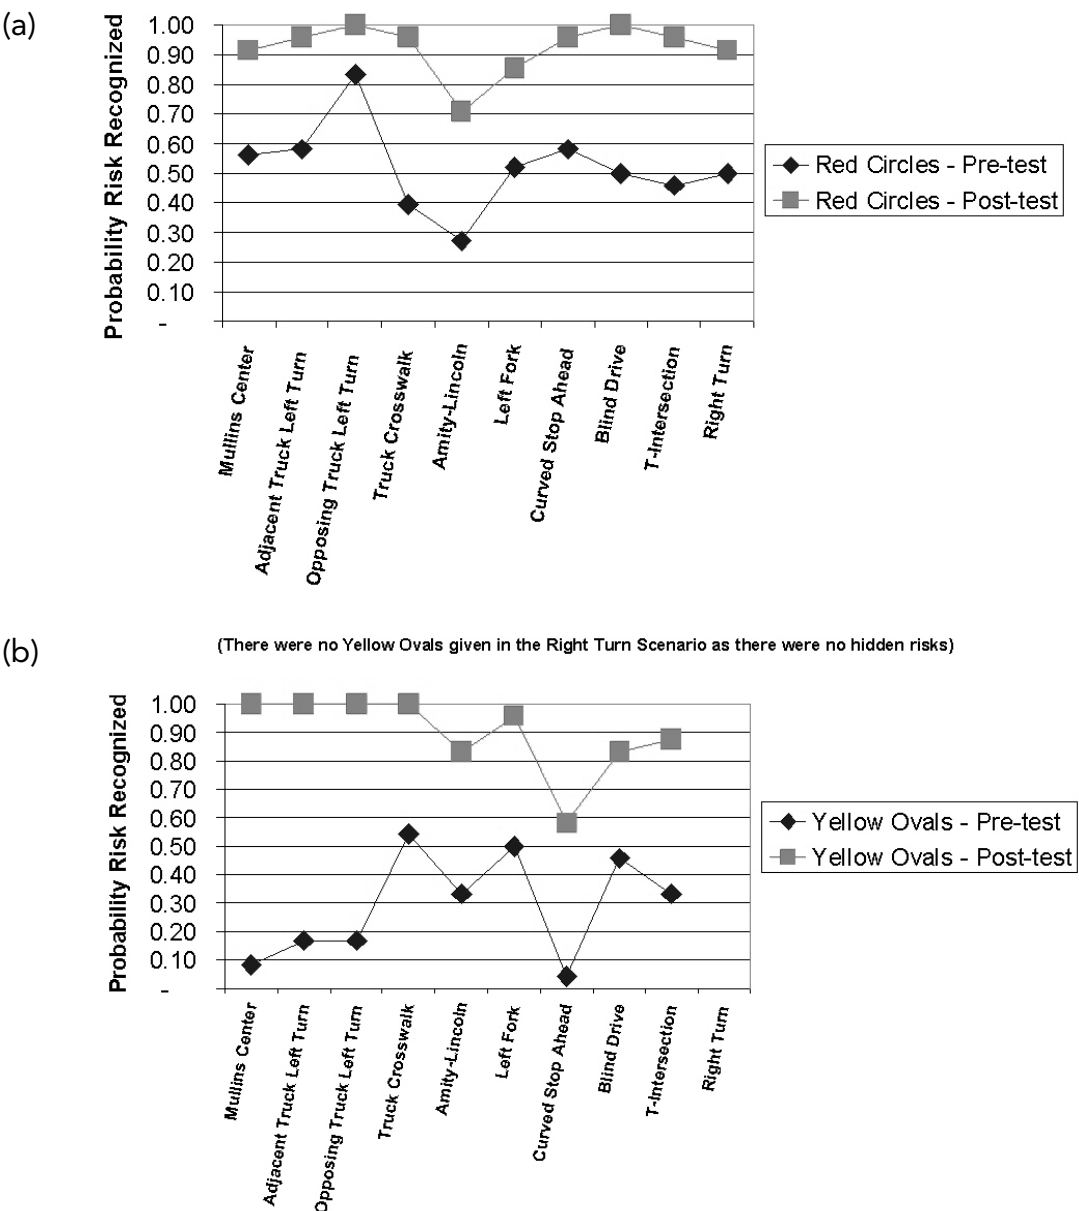 (a)
Probability Risk Recognized
1.00
0.90
0.80
0.70
0.60
0.50
0.40
0.30
0.20
0.10
-
Mullins Center
Adjacent Truck Left Turn
Opposing Truck Left Turn
Truck Crosswalk
Amity-Lincoln
Left Fork
Curved Stop Ahead
Blind Drive
T-Intersection
Right Turn
Red Circles - Pre-test
Red Circles - Post-test
(b)
(There were no Yellow Ovals given in the Right Turn Scenario as there were no hidden risks)
Probability Risk Recognized
1.00
0.90
0.80
0.70
0.60
0.50
0.40
0.30
0.20
0.10
-
Mullins Center
Adjacent Truck Left Turn
Opposing Truck Left Turn
Truck Crosswalk
Amity-Lincoln
Left Fork
Curved Stop Ahead
Blind Drive
T-Intersection
Right Turn
Yellow Ovals - Pre-test
Yellow Ovals - Post-test